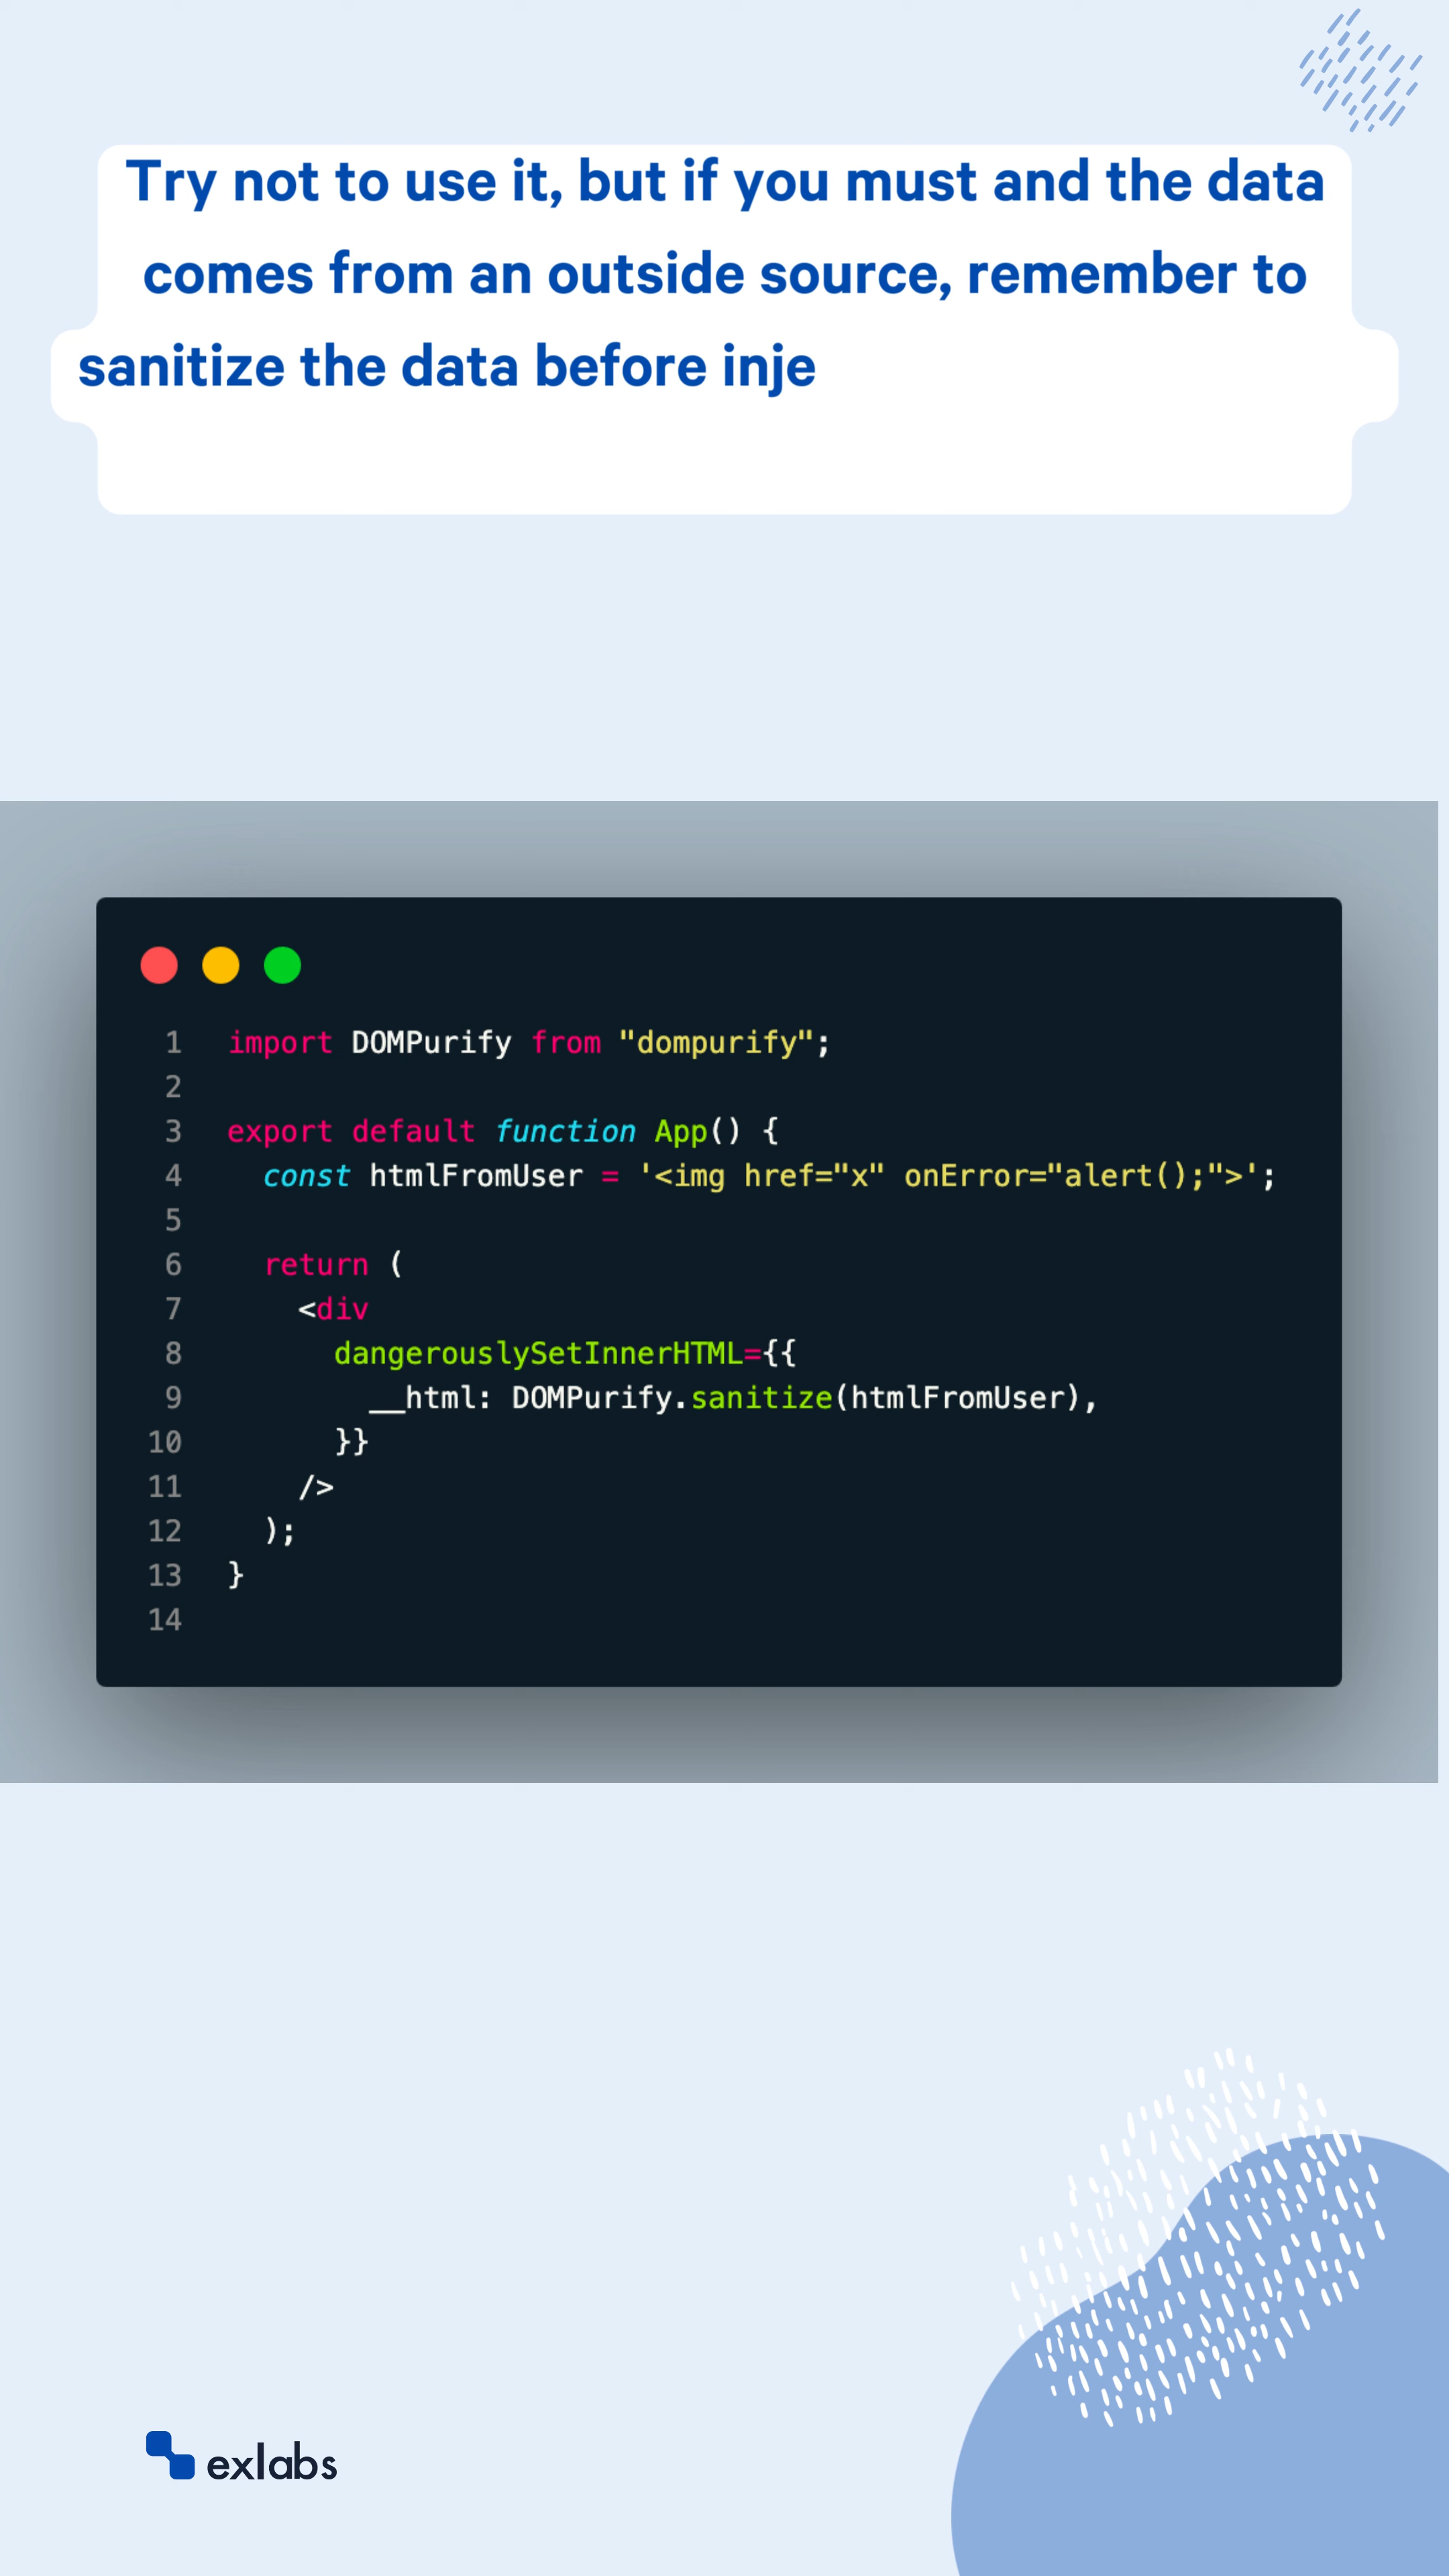 Try not to use it, but if you must and the data
comes from an outside source, remember to
sanitize the data before inje
1 import DOMPurify from "dompurify";
2
3 export default function App() {
4   const htmlFromUser = '<img href="x" onError="alert();">';
5
6   return (
7     <div
8       dangerouslySetInnerHTML={{
9         __html: DOMPurify.sanitize(htmlFromUser),
10       }}
11     />
12   );
13 }
14
exlabs